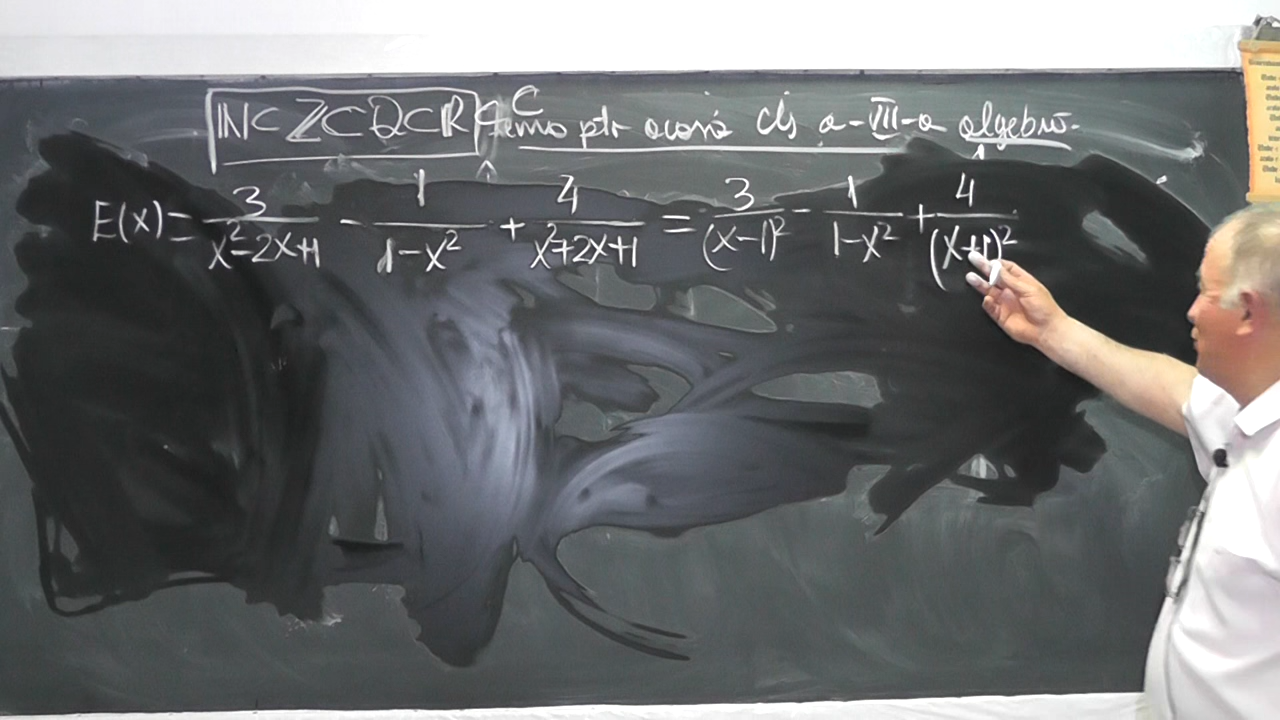 ℕ⊂ℤ⊂ℚ⊂ℝ⊂C Temă ptr acasă cls a-VII-a algebră.
E(x) = 3/(x²-2x+1) - 1/(1-x²) + 4/(x²+2x+1) = 3/(x-1)² - 1/(1-x²) + 4/(x+1)²